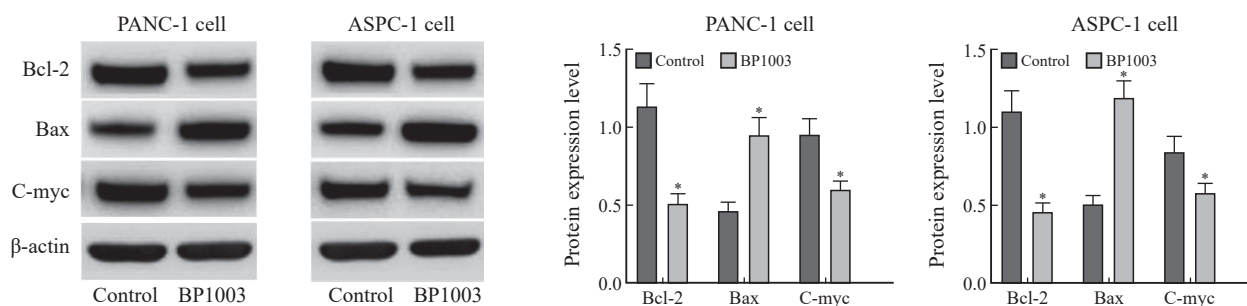 PANC-1 cell
ASPC-1 cell
Bcl-2
Bax
C-myc
β-actin
Control BP1003
Control BP1003
PANC-1 cell
Protein expression level
1.5
1.0
0.5
0.0
Control BP1003
*
*
*
Bcl-2 Bax C-myc
ASPC-1 cell
Protein expression level
1.5
1.0
0.5
0.0
Control BP1003
*
*
*
Bcl-2 Bax C-myc